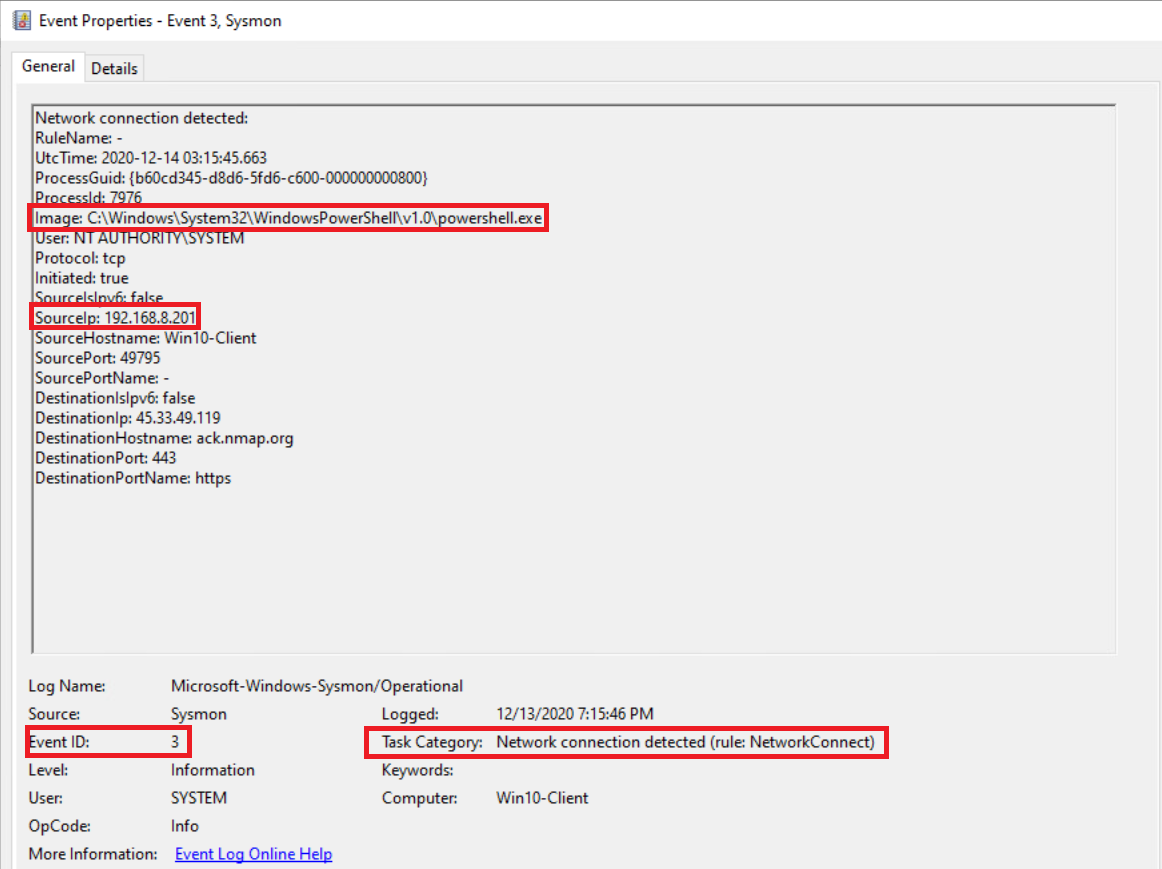 Event Properties - Event 3, Sysmon
General Details
Network connection detected:
RuleName: -
UtcTime: 2020-12-14 03:15:45.663
ProcessGuid: {b60cd345-d8d6-5fd6-c600-000000000800}
ProcessId: 7976
Image: C:\Windows\System32\WindowsPowerShell\v1.0\powershell.exe
User: NT AUTHORITY\SYSTEM
Protocol: tcp
Initiated: true
SourceIsIpv6: false
SourceIp: 192.168.8.201
SourceHostname: Win10-Client
SourcePort: 49795
SourcePortName: -
DestinationIsIpv6: false
DestinationIp: 45.33.49.119
DestinationHostname: ack.nmap.org
DestinationPort: 443
DestinationPortName: https
Log Name: Microsoft-Windows-Sysmon/Operational
Source: Sysmon Logged: 12/13/2020 7:15:46 PM
Event ID: 3 Task Category: Network connection detected (rule: NetworkConnect)
Level: Information Keywords:
User: SYSTEM Computer: Win10-Client
OpCode: Info
More Information: Event Log Online Help